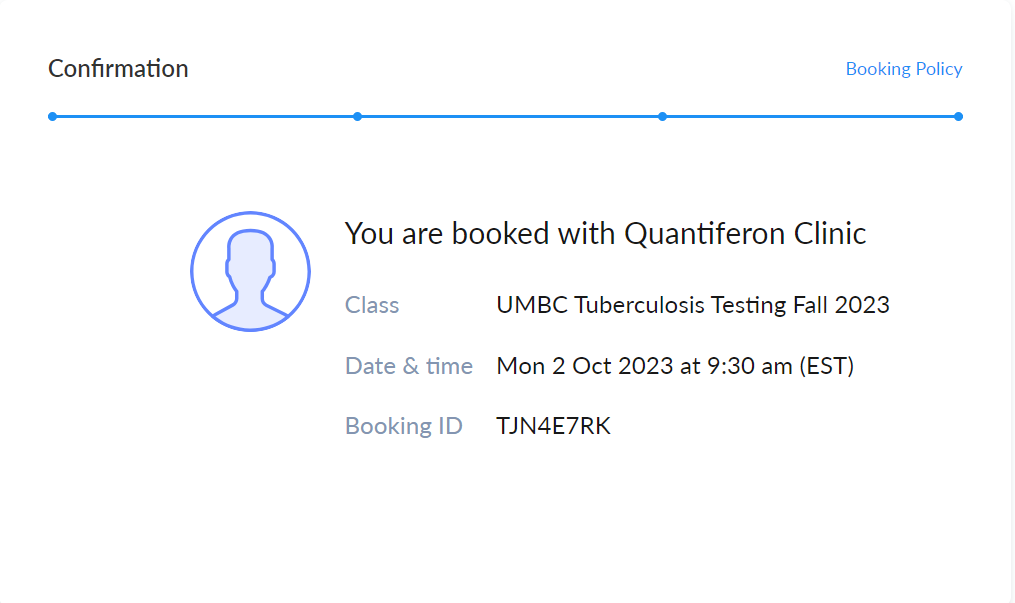 Confirmation
Booking Policy
You are booked with Quantiferon Clinic
Class UMBC Tuberculosis Testing Fall 2023
Date & time Mon 2 Oct 2023 at 9:30 am (EST)
Booking ID TJN4E7RK